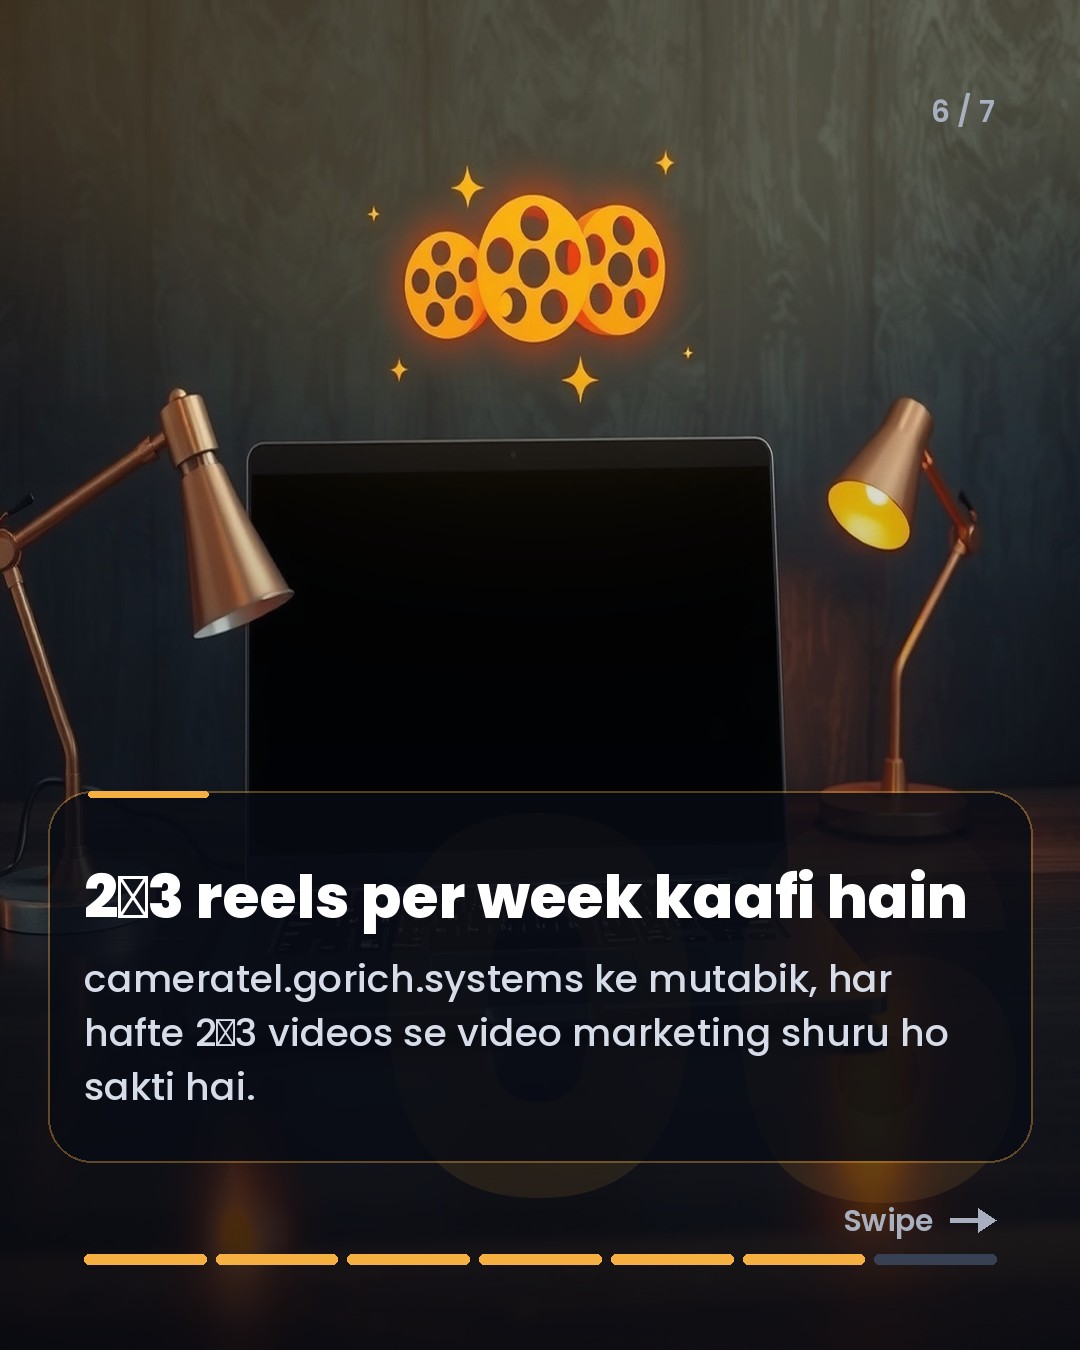 6 / 7
2☒3 reels per week kaafi hain
cameratel.gorich.systems ke mutabik, har
hafte 2☒3 videos se video marketing shuru ho
sakti hai.
06
Swipe →